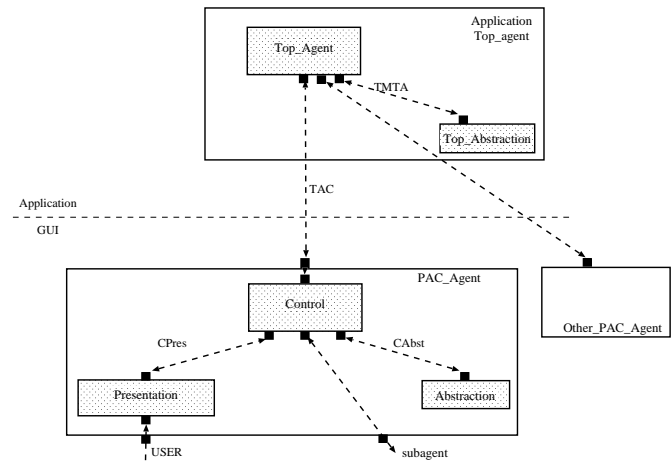 Application
Top_agent
Top_Agent
TMTA
Top_Abstraction
TAC
Application
GUI
PAC_Agent
Control
Other_PAC_Agent
CPres
CAbst
Presentation
Abstraction
USER
subagent